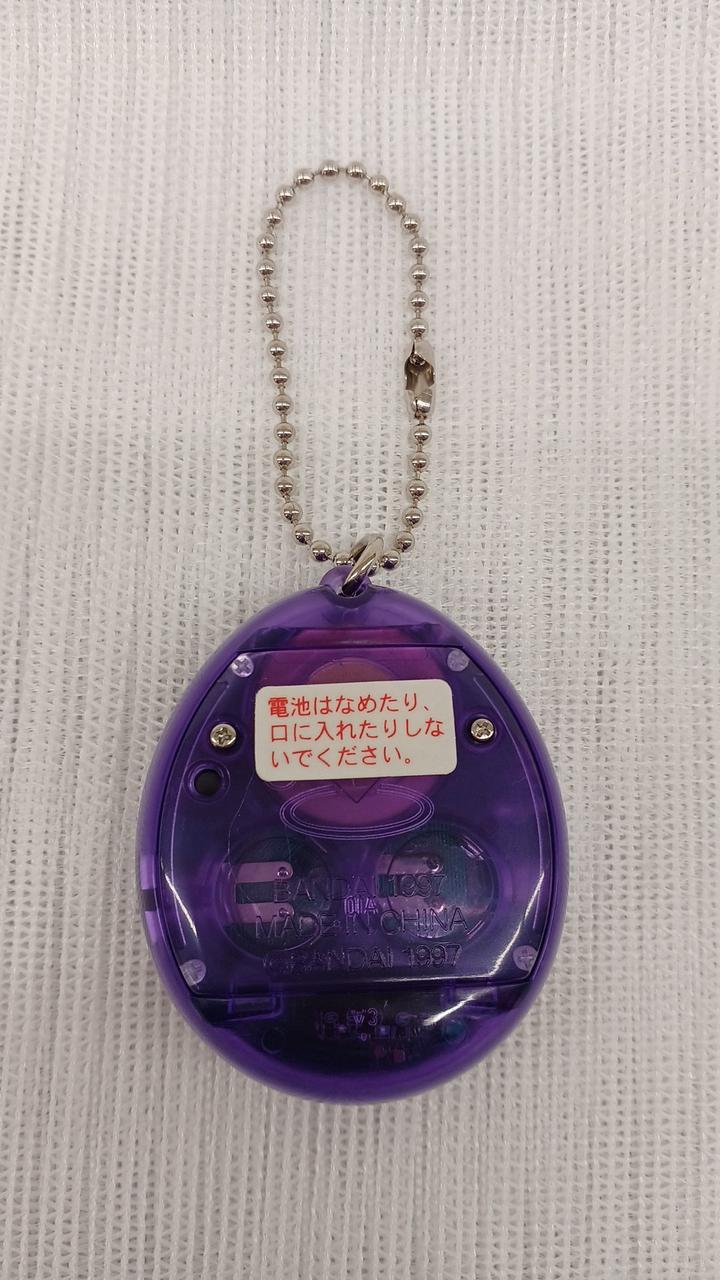 電池はなめたり、
口に入れたりしな
いでください。
BANDAI 1997
MADE IN CHINA
©BANDAI 1997